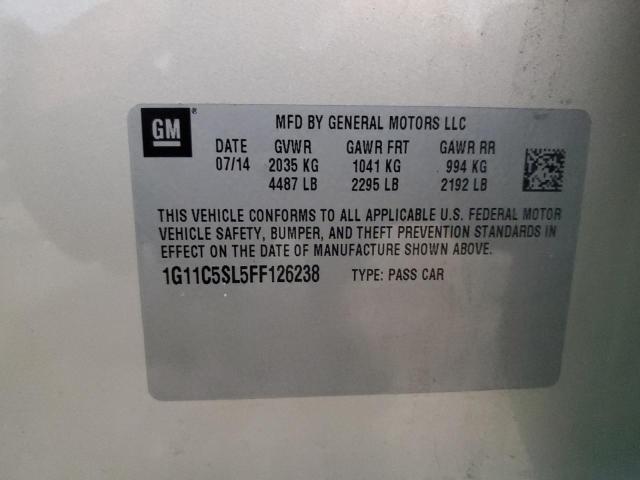 GM ®
MFD BY GENERAL MOTORS LLC
DATE GVWR GAWR FRT GAWR RR
07/14 2035 KG 1041 KG 994 KG
4487 LB 2295 LB 2192 LB
THIS VEHICLE CONFORMS TO ALL APPLICABLE U.S. FEDERAL MOTOR
VEHICLE SAFETY, BUMPER, AND THEFT PREVENTION STANDARDS IN
EFFECT ON THE DATE OF MANUFACTURE SHOWN ABOVE.
1G11C5SL5FF126238 TYPE: PASS CAR